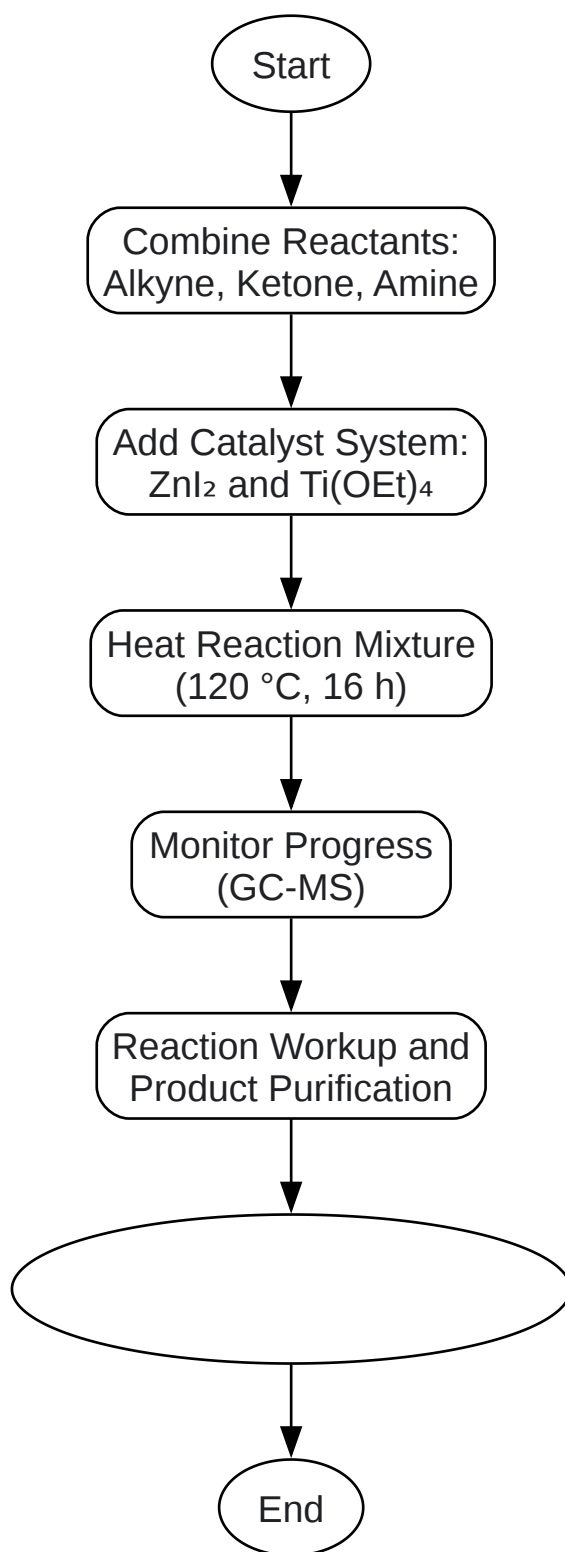 Start
Combine Reactants:
Alkyne, Ketone, Amine
Add Catalyst System:
ZnI₂ and Ti(OEt)₄
Heat Reaction Mixture
(120 °C, 16 h)
Monitor Progress
(GC-MS)
Reaction Workup and
Product Purification
End